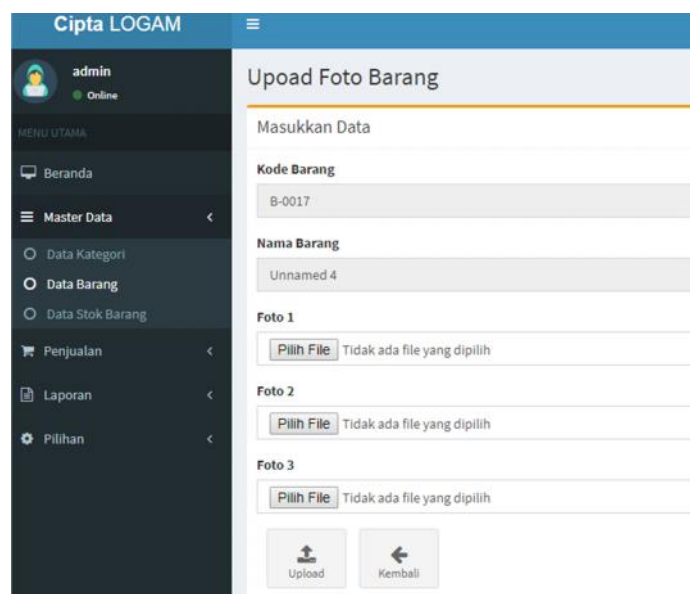 Cipta LOGAM
admin
Online
MENU UTAMA
Beranda
Master Data
Data Kategori
Data Barang
Data Stok Barang
Penjualan
Laporan
Pilihan
Upoad Foto Barang
Masukkan Data
Kode Barang
B-0017
Nama Barang
Unnamed 4
Foto 1
Pilih File Tidak ada file yang dipilih
Foto 2
Pilih File Tidak ada file yang dipilih
Foto 3
Pilih File Tidak ada file yang dipilih
Upload Kembali